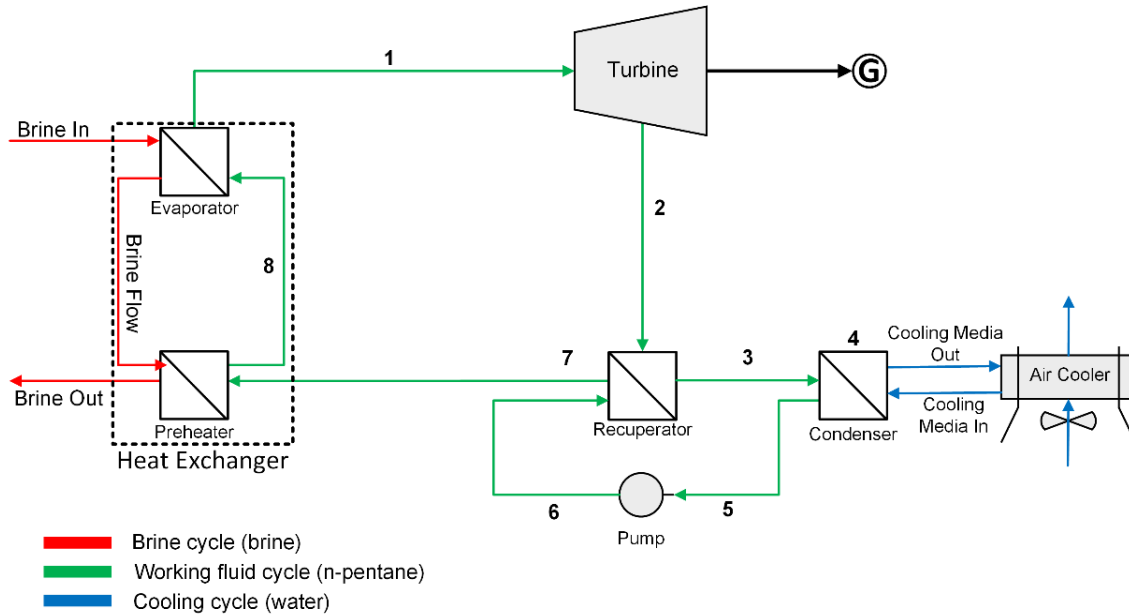 1
Turbine
G
Brine In
Evaporator
2
Brine Flow
8
7
3
4
Cooling Media
Out
Air Cooler
Brine Out
Preheater
Recuperator
Condenser
Cooling
Media In
Heat Exchanger
6
5
Pump
Brine cycle (brine)
Working fluid cycle (n-pentane)
Cooling cycle (water)